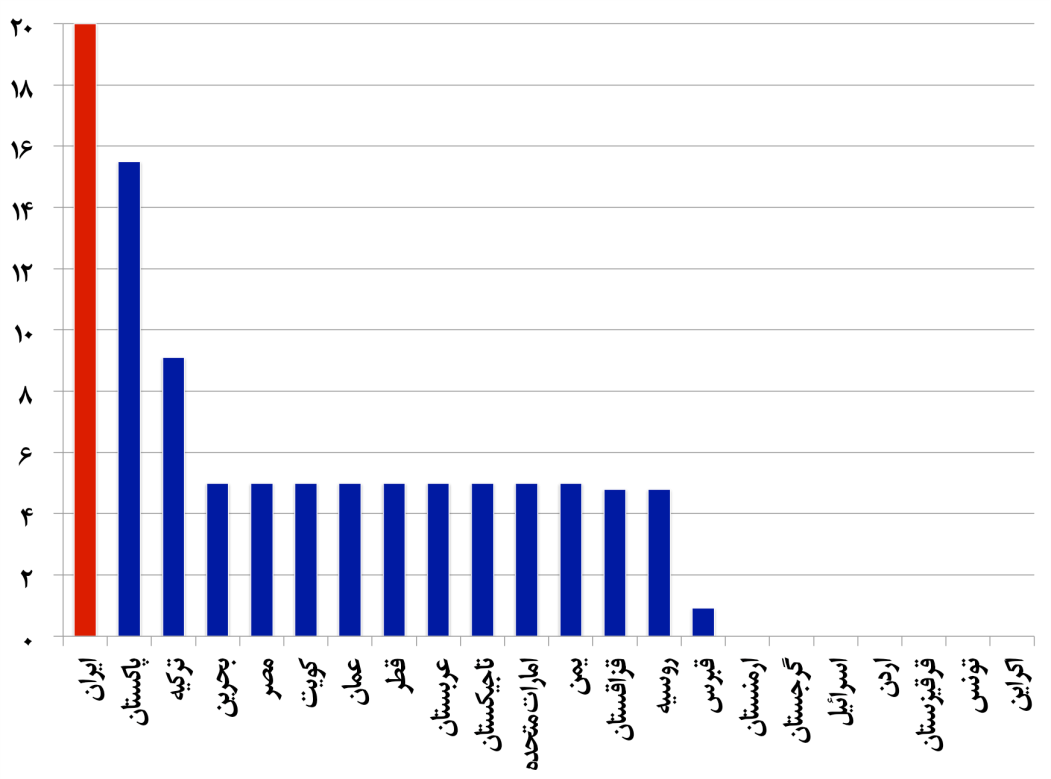 ۲۰
۱۸
۱۶
۱۴
۱۲
۱۰
۸
۶
۴
۲
۰
ایران
پاکستان
ترکیه
بحرین
مصر
کویت
عمان
قطر
عربستان
تاجیکستان
امارات متحده
یمن
قزاقستان
روسیه
قبرس
ارمنستان
گرجستان
اسرائیل
اردن
قرقیزستان
تونس
اکراین